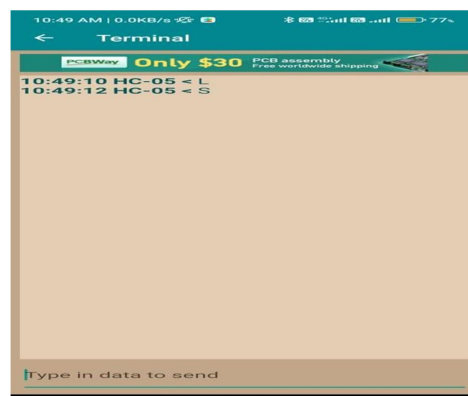 10:49 AM | 0.0KB/s
77%
← Terminal
PCBWay Only $30 PCB assembly
Free worldwide shipping
10:49:10 HC-05 < L
10:49:12 HC-05 < S
Type in data to send